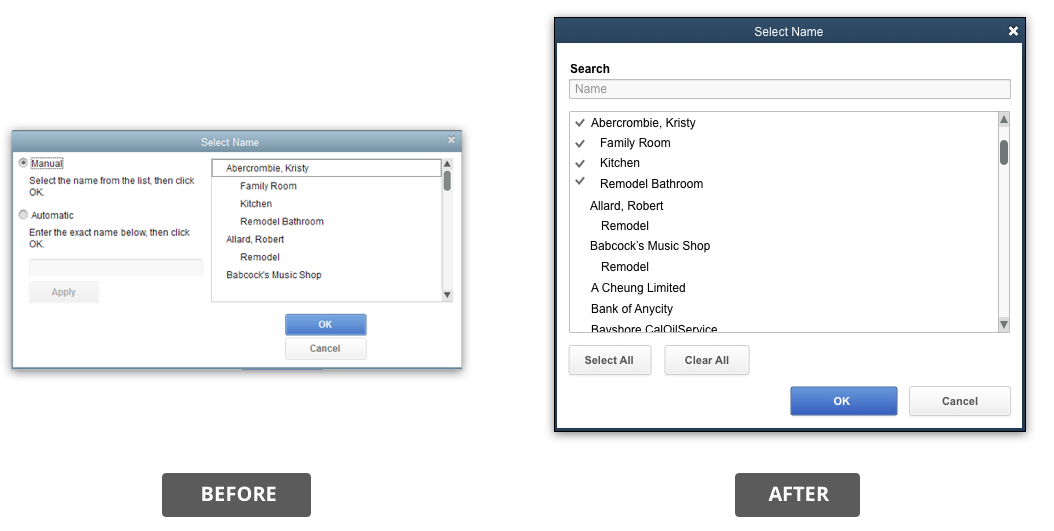 Select Name
Manual
Select the name from the list, then click
OK.
Automatic
Enter the exact name below, then click
OK.
Apply
Abercrombie, Kristy
Family Room
Kitchen
Remodel Bathroom
Allard, Robert
Remodel
Babcock's Music Shop
OK
Cancel
BEFORE
Select Name
Search
Name
Abercrombie, Kristy
Family Room
Kitchen
Remodel Bathroom
Allard, Robert
Remodel
Babcock's Music Shop
Remodel
A Cheung Limited
Bank of Anycity
Bayshore CalOilService
Select All
Clear All
OK
Cancel
AFTER